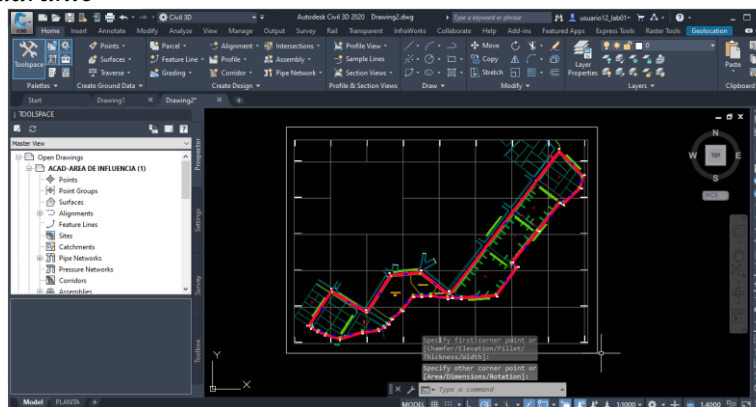 Civil 3D Autodesk Civil 3D 2020 Drawing2.dwg Type a keyword or phrase usuario12_lab01
Home Insert Annotate Modify Analyze View Manage Output Survey Rail Transparent InfraWorks Collaborate Help Add-ins Featured Apps Express Tools Raster Tools Geolocation
Toolspace
Points
Surfaces
Traverse
Parcel
Feature Line
Grading
Alignment
Profile
Corridor
Intersections
Assembly
Pipe Network
Profile View
Sample Lines
Section Views
Move
Copy
Stretch
Layer
Properties
0
Paste
Palettes Create Ground Data Create Design Profile & Section Views Draw Modify Layers Clipboard
Start Drawing1 Drawing2*
TOOLSPACE
Master View
Open Drawings
ACAD-AREA DE INFLUENCIA (1)
Points
Point Groups
Surfaces
Alignments
Feature Lines
Sites
Catchments
Pipe Networks
Pressure Networks
Corridors
Assemblies
Prospector
Settings
Survey
Toolbox
N
W TOP E
S
WCS
Y
X
Specify first corner point or
[Chamfer/Elevation/Fillet/
Thickness/Width]:
Specify other corner point or
[Area/Dimensions/Rotation]:
Type a command
Model PLANTA + MODEL 1:1000 1.4000